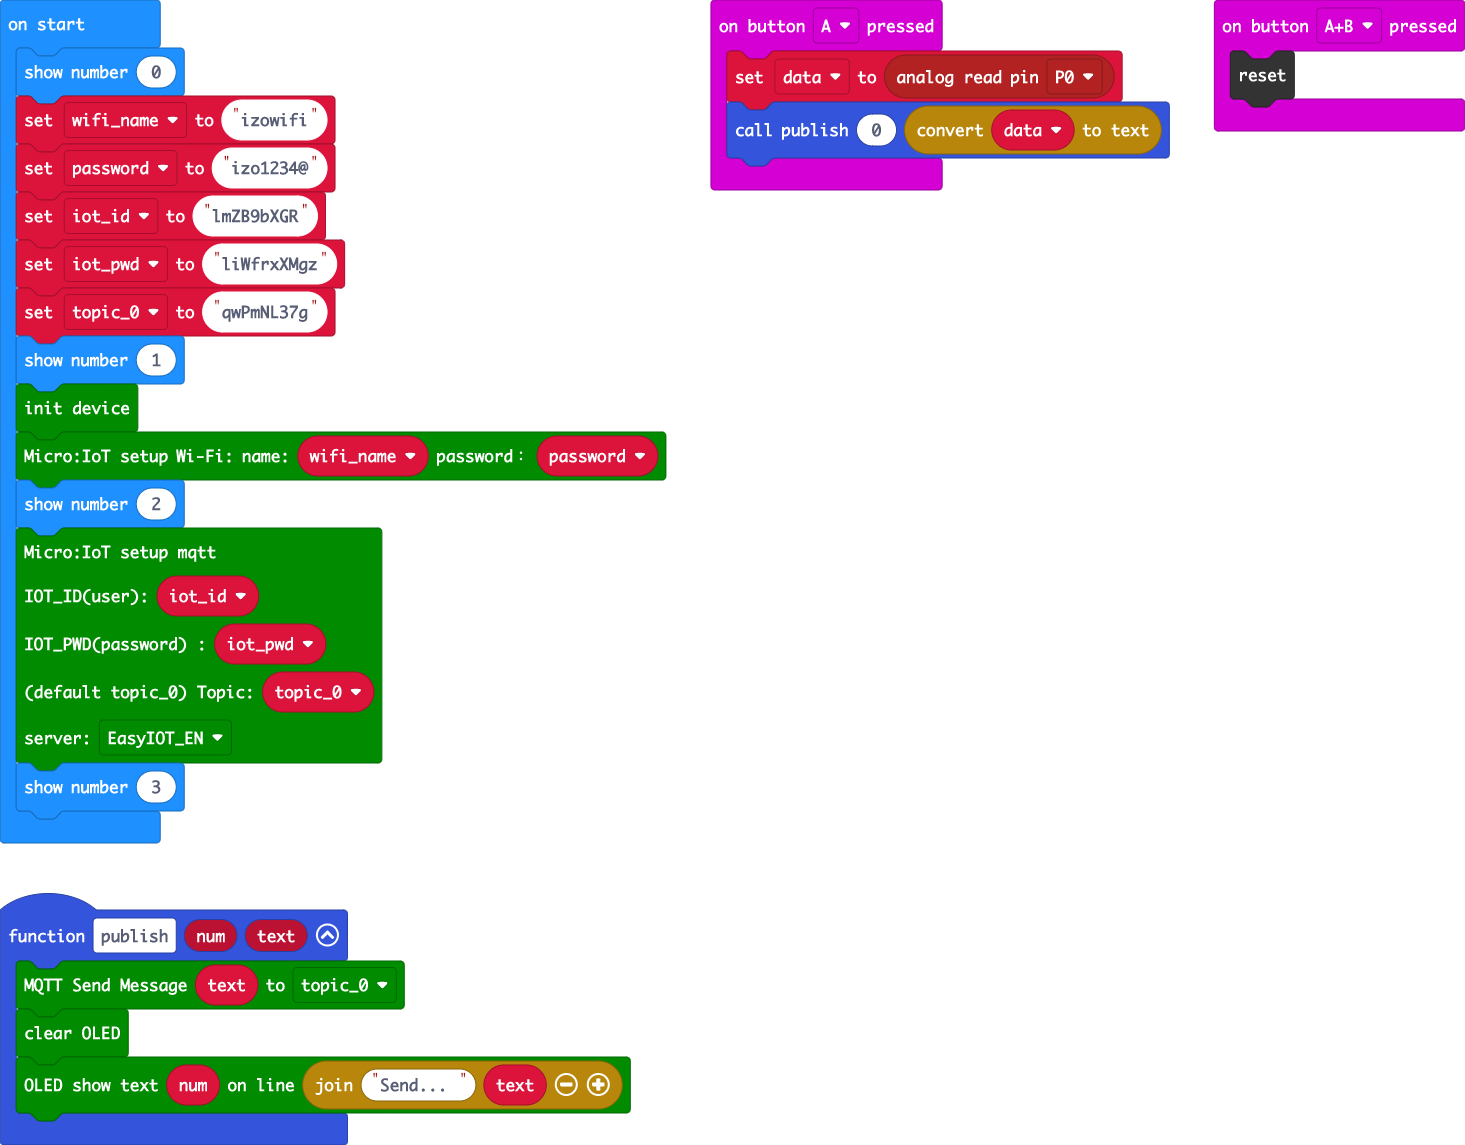 on start
show number 0
set wifi_name to "izowifi"
set password to "izo1234@"
set iot_id to "lmZB9bXGR"
set iot_pwd to "liWfrxXMgz"
set topic_0 to "qwPmNL37g"
show number 1
init device
Micro:IoT setup Wi-Fi: name: wifi_name password: password
show number 2
Micro:IoT setup mqtt
IOT_ID(user): iot_id
IOT_PWD(password) : iot_pwd
(default topic_0) Topic: topic_0
server: EasyIOT_EN
show number 3
on button A pressed
set data to analog read pin P0
call publish 0 convert data to text
on button A+B pressed
reset
function publish num text
MQTT Send Message text to topic_0
clear OLED
OLED show text num on line join "Send... " text